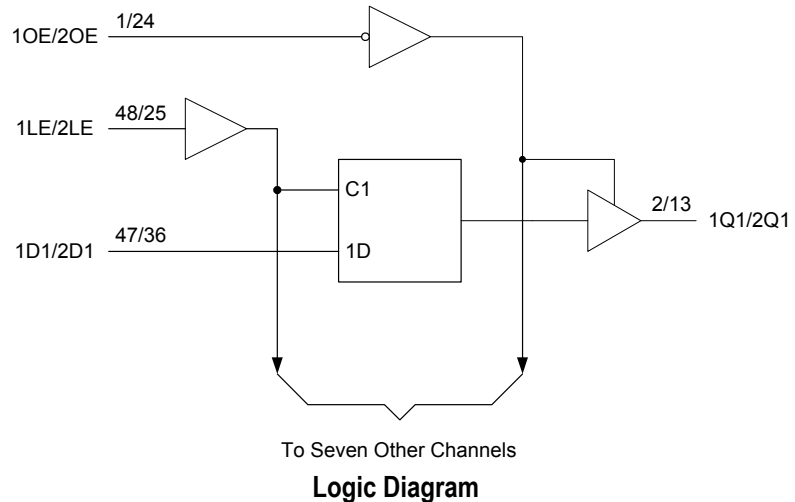 1OE/2OE 1/24
1LE/2LE 48/25
C1
2/13
1Q1/2Q1
1D1/2D1 47/36
1D
To Seven Other Channels
Logic Diagram